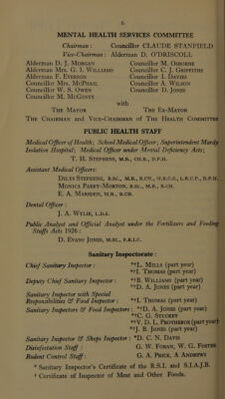 6.
MENTAL HEALTH SERVICES COMMITTEE
Chairman : Councillor CLAUDE STANFIELD
Vice-Chairman : Alderman D. O'DRISCOLL
Alderman D. J. MORGAN Councillor M. OSBORNE
Alderman Mrs. G. I. WILLIAMS Councillor C. J. GRIFFITHS
Alderman F. EVERSON Councillor I. DAVIES
Councillor Mrs. MCPHAIL Councillor A. WILSON
Councillor W. S. OWEN Councillor D. JONES
Councillor M. MCGINTY
with
THE MAYOR THE EX-MAYOR
THE CHAIRMAN and VICE-CHAIRMAN of THE HEALTH COMMITTEE
PUBLIC HEALTH STAFF
Medical Officer of Health; School Medical Officer; Superintendent Mardy
Isolation Hospital; Medical Officer under Mental Deficiency Acts;
T. H. STEPHENS, M.B., CH.B., D.P.H.
Assistant Medical Officers:
DILYS STEPHENS, B.SC., M.B., B.CH., M.R.C.S., L.R.C.P., D.P.H.
MONICA PARRY-MORTON, B.SC., M.B., B.CH.
E. A. MARSDEN, M.B., B.CH.
Dental Officer :
J. A. WYLIE, L.D.S.
Public Analyst and Official Analyst under the Fertilizers and Feeding
Stuffs Act 1926 :
D. EVANS JONES, M.SC., F.R.I.C.
Sanitary Inspectorate :
Chief Sanitary Inspector : *†L. MILLS (part year)
*†I. THOMAS (part year)
Deputy Chief Sanitary Inspector : *†B. WILLIAMS (part year)
*†D. A. JONES (part year)
Sanitary Inspector with Special
Responsibilities & Food Inspector : *†I. THOMAS (part year)
Sanitary Inspectors & Food Inspectors : *†D. A. JONES (part year)
*†C. G. STUCKEY
*†V. D. L. PROTHEROE (part year)
*†J. B. JONES (part year)
Sanitary Inspector & Shops Inspector : *D. C. N. DAVIS
Disinfestation Staff : G. W. FORAN, W. G. FOSTER
Rodent Control Staff : G. A. PRICE, A ANDREWS
* Sanitary Inspector's Certificate of the R.S.I. and S.I.A.J.B.
† Certificate of Inspector of Meat and Other Foods.